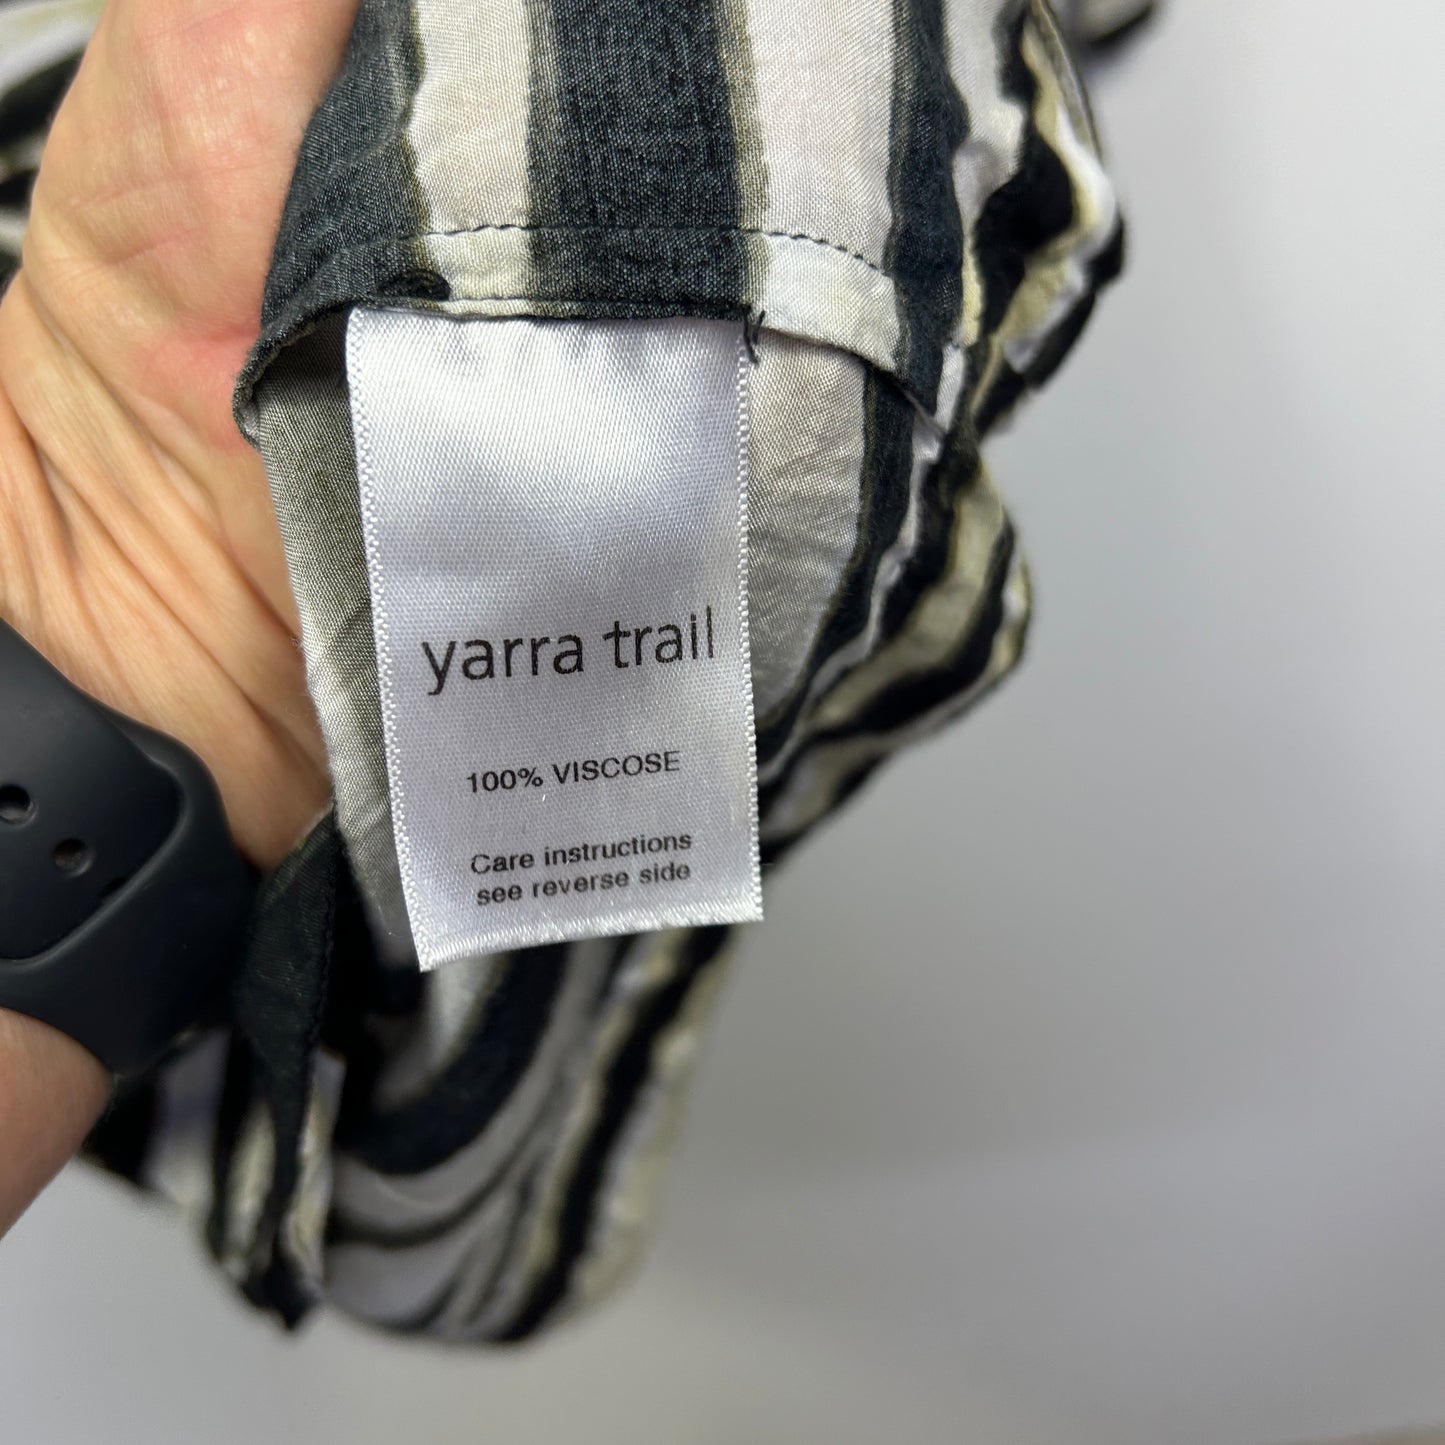 yarra trail
100% VISCOSE
Care instructions
see reverse side